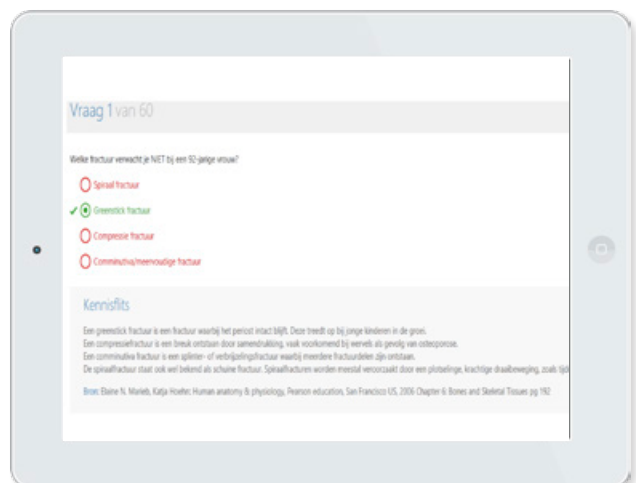 Vraag 1 van 60
Welke fractuur verwacht je NIET bij een 92-jarige vrouw?
Spiraal fractuur
Greenstick fractuur
Compressie fractuur
Comminutiva/meervoudige fractuur
Kennisflits
Een greenstick fractuur is een fractuur waarbij het periost intact blijft. Deze treedt op bij jonge kinderen in de groei.
Een compressiefractuur is een breuk ontstaan door samendrukking, vaak voorkomend bij wervels als gevolg van osteoporose.
Een comminutiva fractuur is een splinter- of verbrijzelingsfractuur waarbij meerdere fractuurdelen zijn ontstaan.
De spiraalfractuur staat ook wel bekend als schuine fractuur. Spiraalfracturen worden meestal veroorzaakt door een plotselinge, krachtige draaibeweging, zoals tijd
Bron: Elaine N. Marieb, Katja Hoehn: Human anatomy & physiology, Pearson education, San Francisco US, 2006 Chapter 6: Bones and Skeletal Tissues pg 192